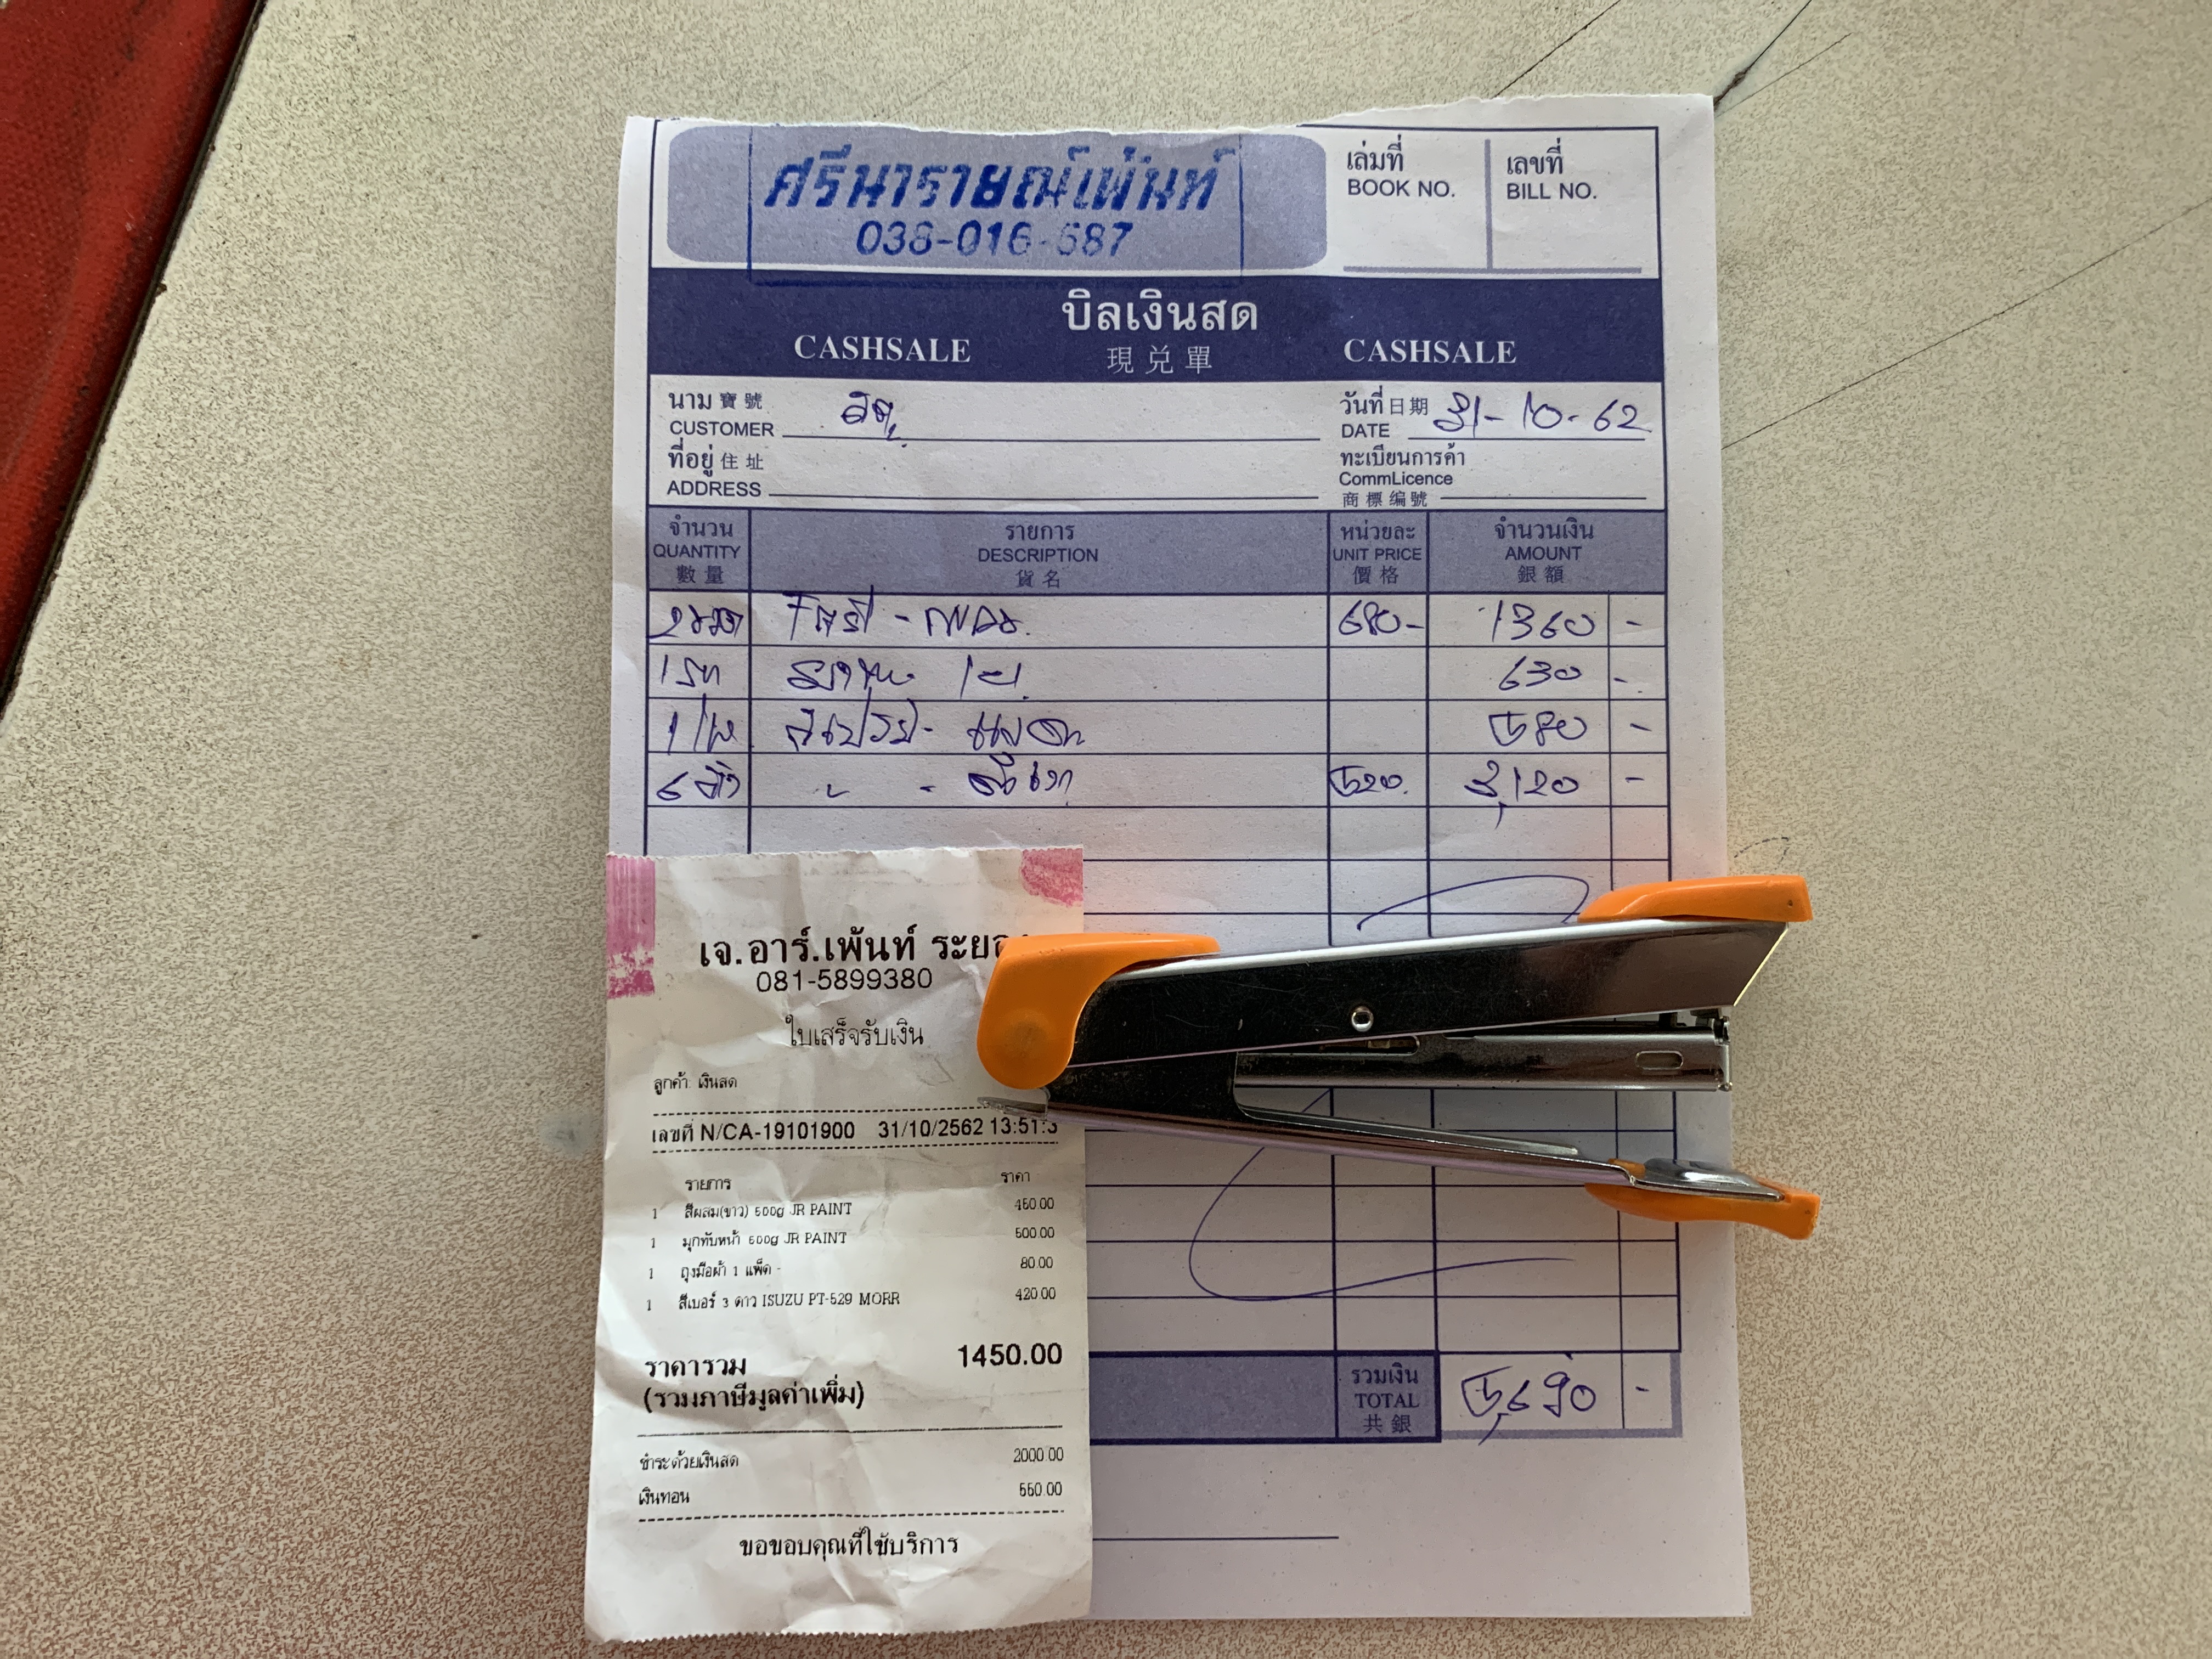 ศรีนารายณ์เพ้นท์
038-016-687
เล่มที่
BOOK NO.
เลขที่
BILL NO.
บิลเงินสด
CASHSALE 現兌單 CASHSALE
นาม 寶號
CUSTOMER
วันที่ 日期
DATE 31-10-62
ที่อยู่ 住址
ADDRESS
ทะเบียนการค้า
CommLicence
商標編號
จำนวน รายการ หน่วยละ จำนวนเงิน
QUANTITY DESCRIPTION UNIT PRICE AMOUNT
數量 貨名 價格 銀額
680- 1360 -
630 -
580 -
6 520. 3,120 -
เจ.อาร์.เพ้นท์
081-5899380
ใบเสร็จรับเงิน
ลูกค้า: เงินสด
เลขที่ N/CA-19101900 31/10/2562 13:51:3
รายการ ราคา
1 สีผสม(ขาว) 500g JR PAINT 450.00
1 มุกทับหน้า 500g JR PAINT 500.00
1 ถุงมือผ้า 1 แพ็ค - 80.00
1 สีเบอร์ 3 ดาว ISUZU PT-529 MORR 420.00
ราคารวม 1450.00
(รวมภาษีมูลค่าเพิ่ม)
ชำระด้วยเงินสด 2000.00
เงินทอน 550.00
ขอขอบคุณที่ใช้บริการ
รวมเงิน
TOTAL 5,690 -
共銀